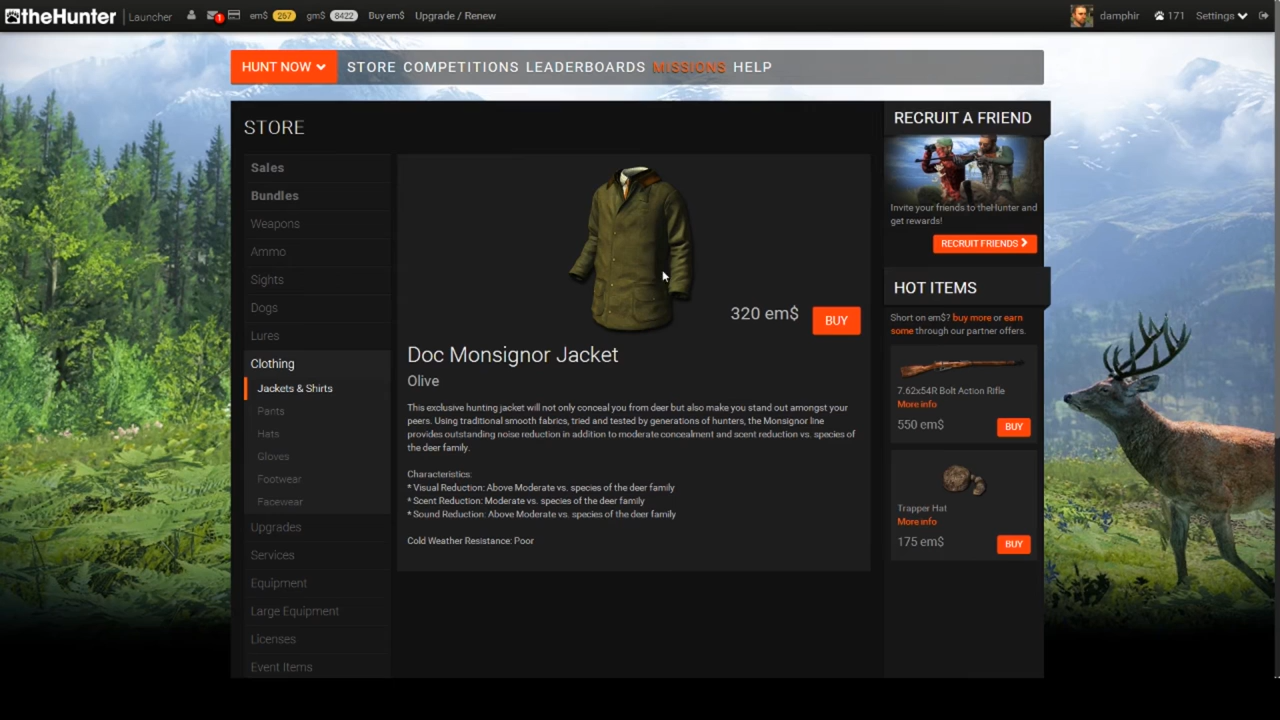 theHunter Launcher 1 em$ 267 gm$ 8422 Buy em$ Upgrade / Renew damphir 171 Settings
HUNT NOW STORE COMPETITIONS LEADERBOARDS MISSIONS HELP
STORE
Sales
Bundles
Weapons
Ammo
Sights
Dogs
Lures
Clothing
Jackets & Shirts
Pants
Hats
Gloves
Footwear
Facewear
Upgrades
Services
Equipment
Large Equipment
Licenses
Event Items
320 em$ BUY
Doc Monsignor Jacket
Olive
This exclusive hunting jacket will not only conceal you from deer but also make you stand out amongst your
peers. Using traditional smooth fabrics, tried and tested by generations of hunters, the Monsignor line
provides outstanding noise reduction in addition to moderate concealment and scent reduction vs. species of
the deer family.
Characteristics:
* Visual Reduction: Above Moderate vs. species of the deer family
* Scent Reduction: Moderate vs. species of the deer family
* Sound Reduction: Above Moderate vs. species of the deer family
Cold Weather Resistance: Poor
RECRUIT A FRIEND
Invite your friends to theHunter and
get rewards!
RECRUIT FRIENDS
HOT ITEMS
Short on em$? buy more or earn
some through our partner offers.
7.62x54R Bolt Action Rifle
More info
550 em$ BUY
Trapper Hat
More info
175 em$ BUY